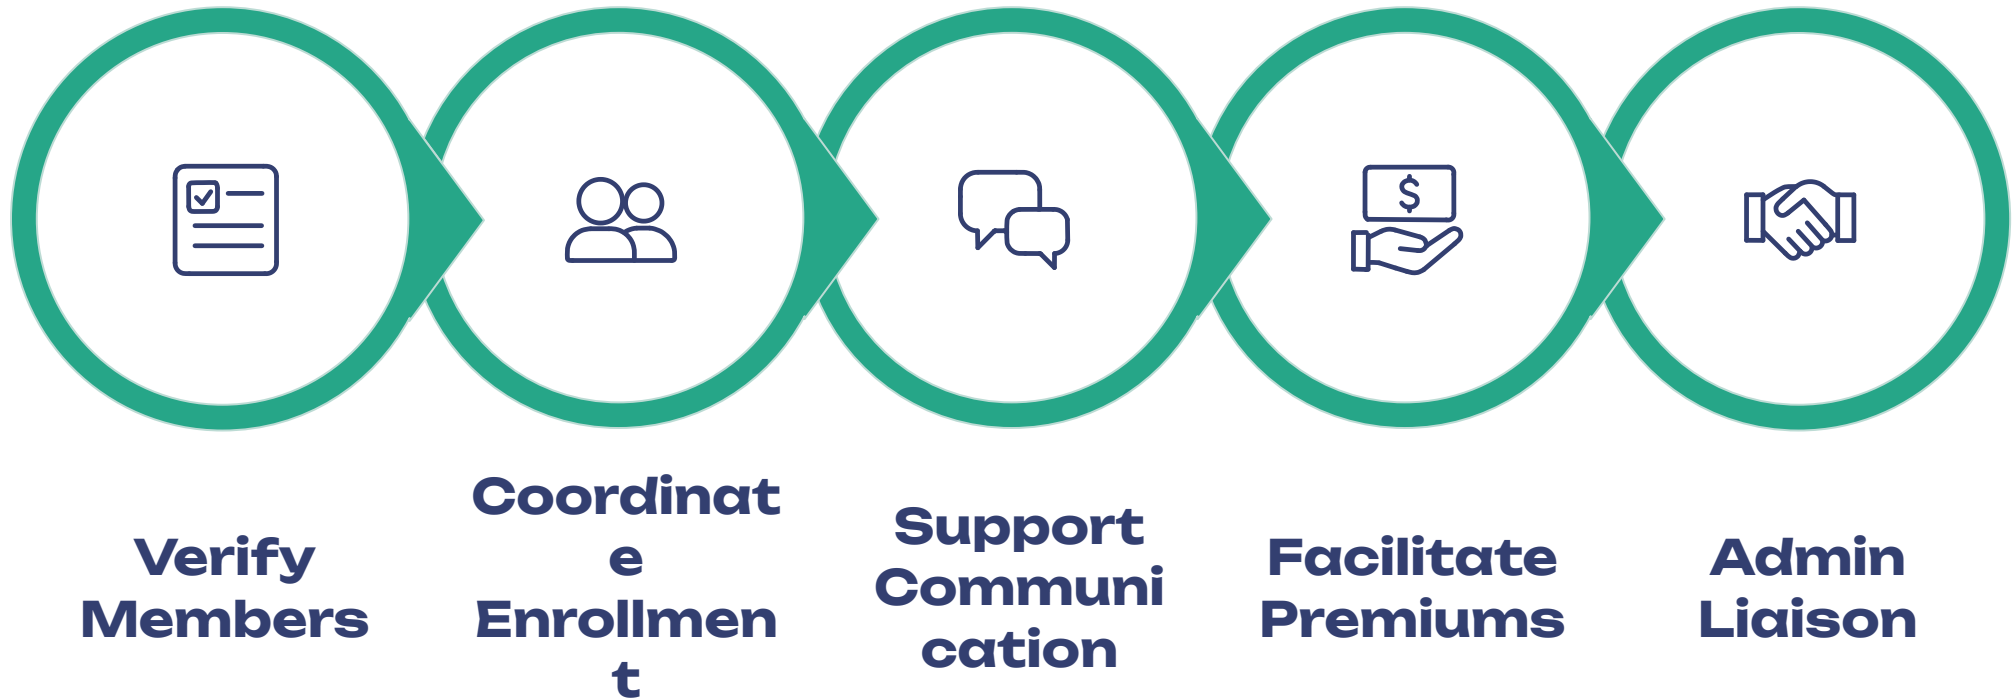 Verify
Members
Coordinat
e
Enrollmen
t
Support
Communi
cation
$
Facilitate
Premiums
Admin
Liaison